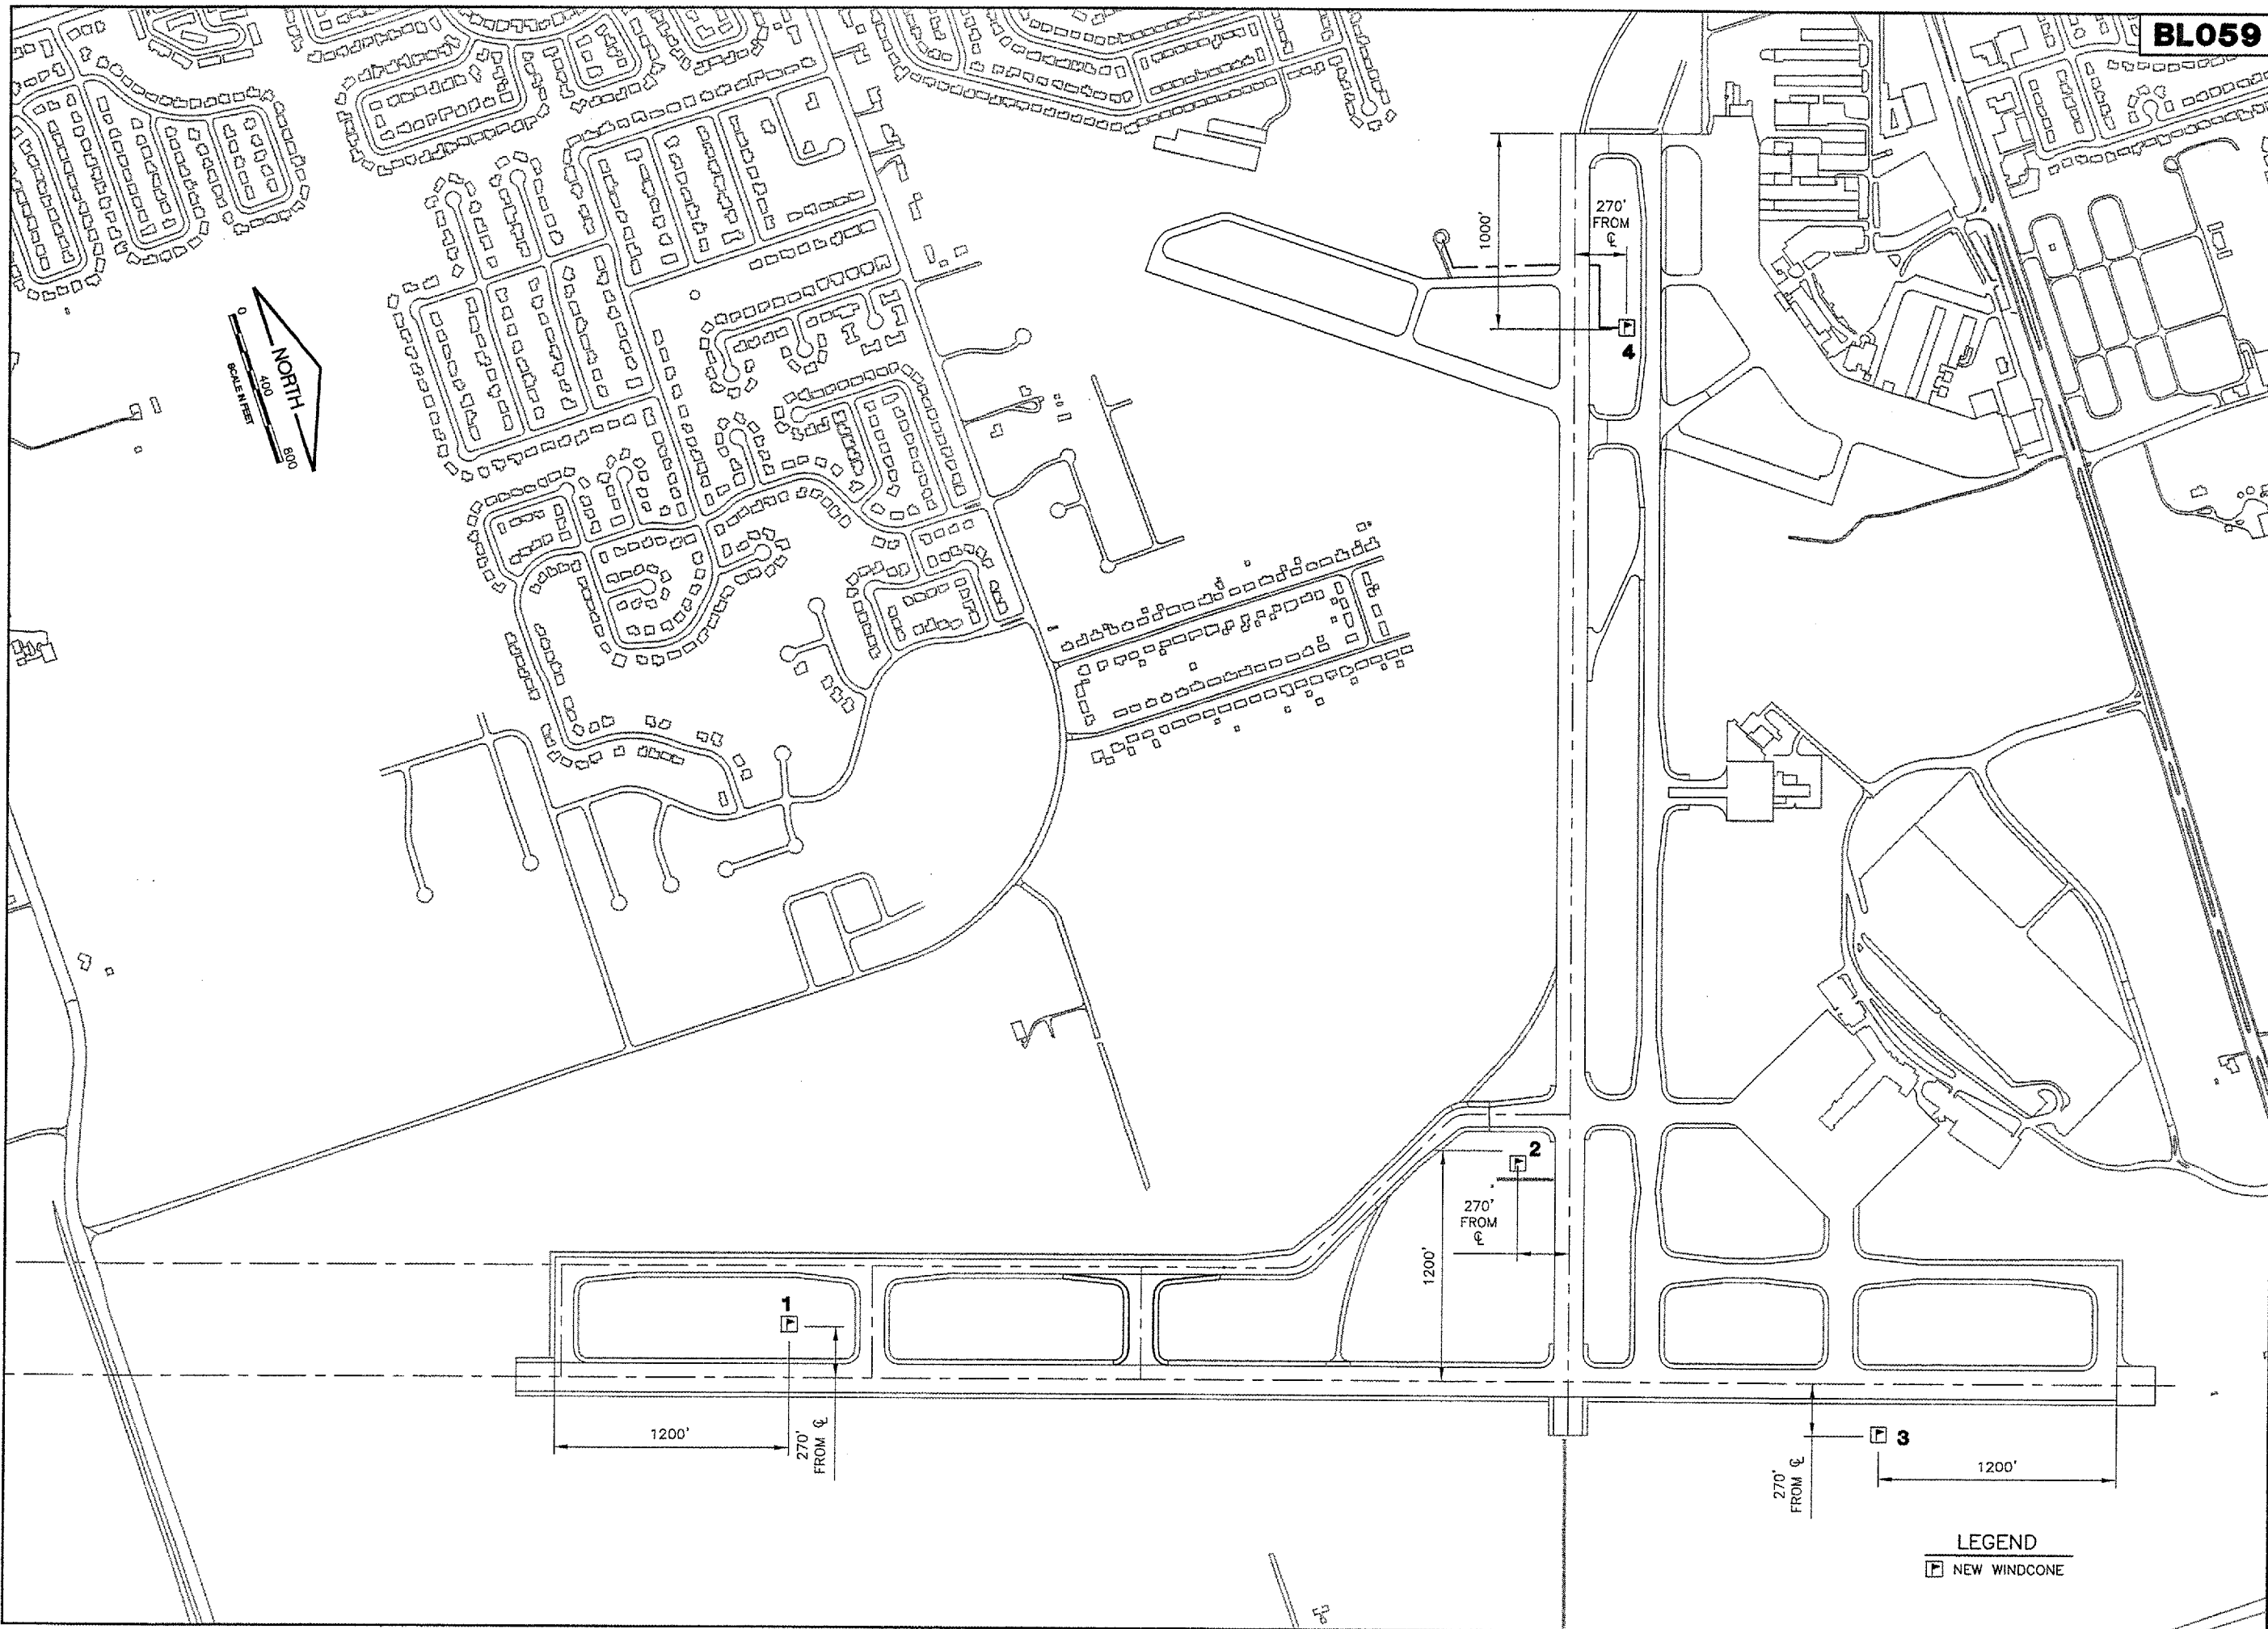 BL059
1000'
270'
FROM
℄
4
0
NORTH
400
SCALE IN FEET
800
2
270'
FROM
℄
1200'
1
1200'
270'
FROM ℄
3
270'
FROM ℄
1200'
LEGEND
NEW WINDCONE